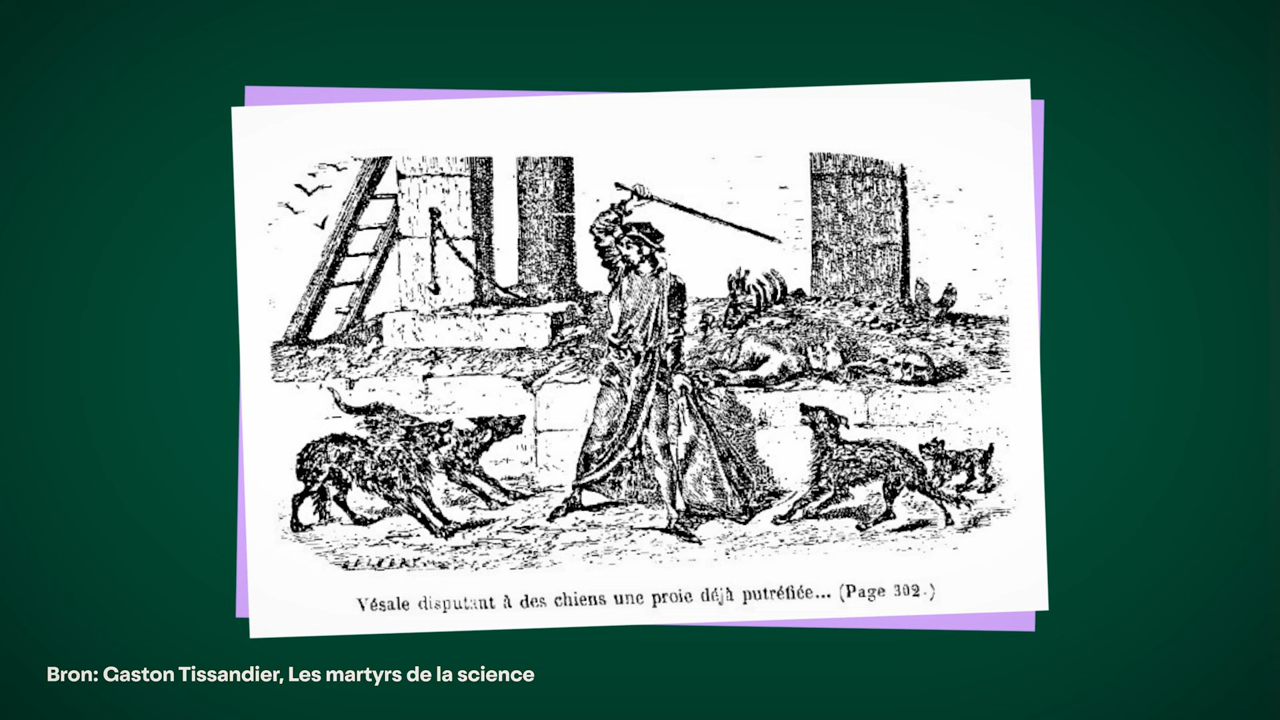 Vésale disputant à des chiens une proie déjà putréfiée... (Page 302.)
Bron: Gaston Tissandier, Les martyrs de la science